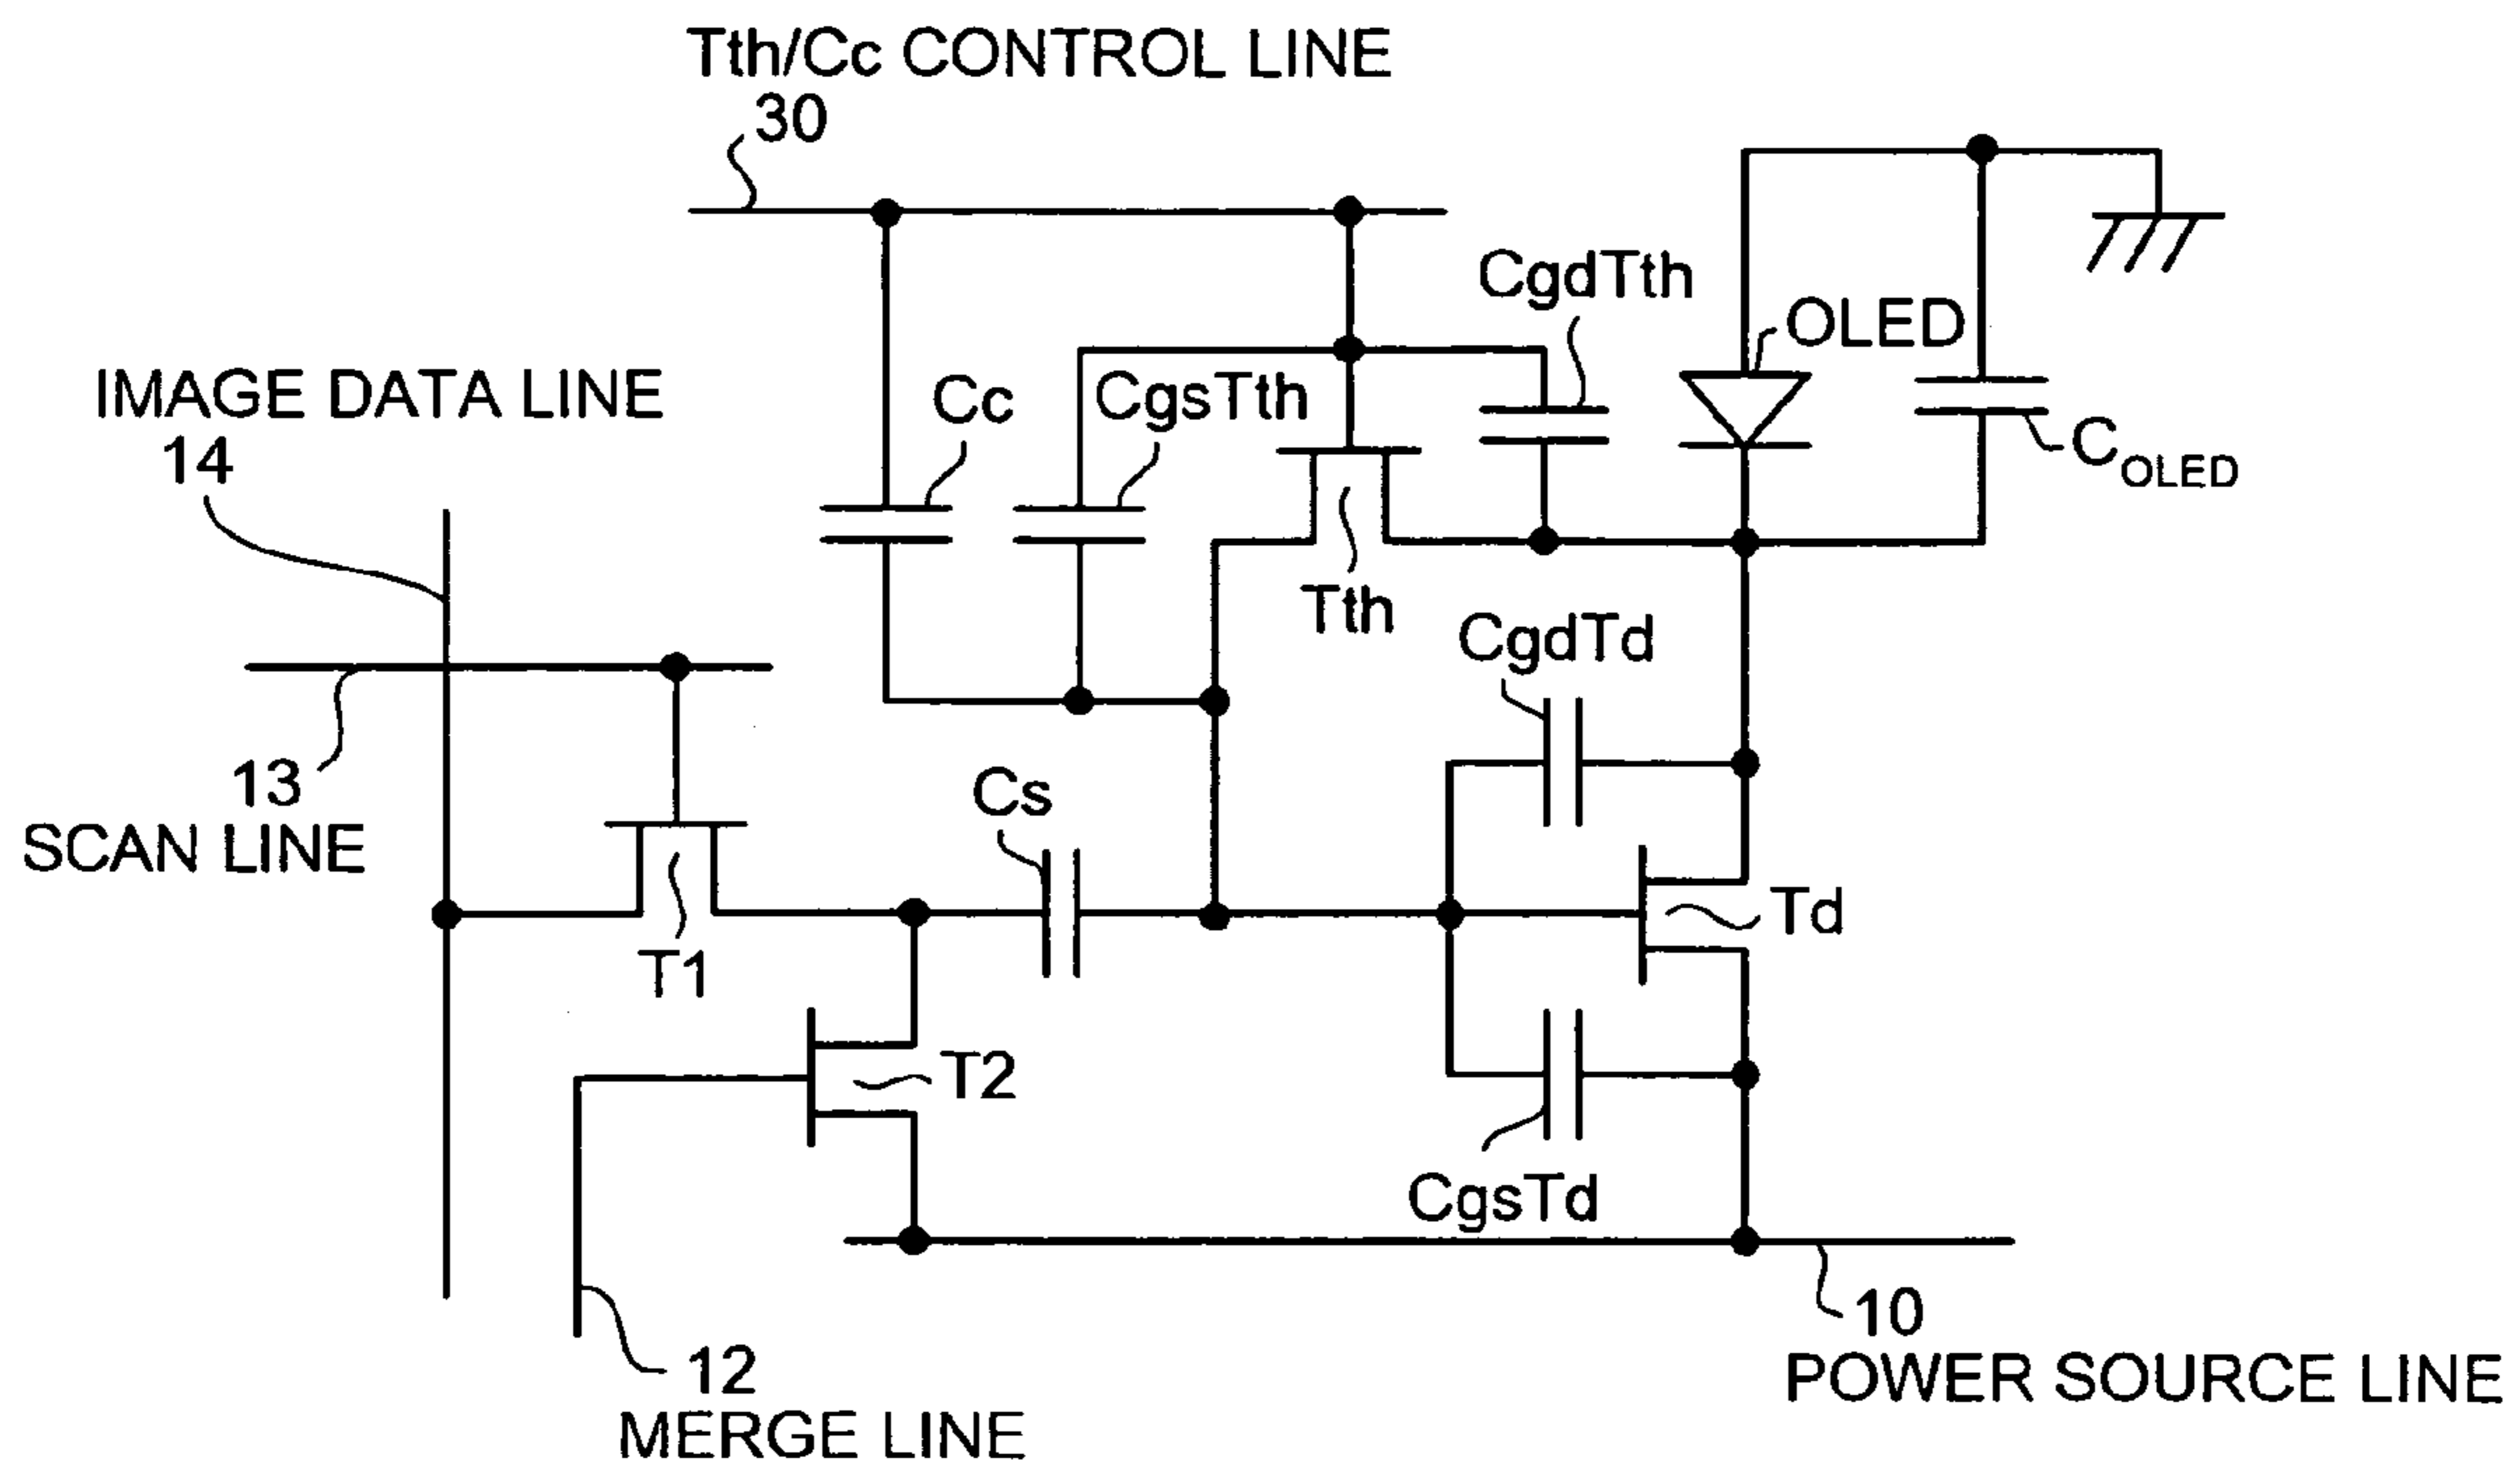 Tth/Cc CONTROL LINE
30
CgdTth
OLED
IMAGE DATA LINE
14
Cc
CgsTth
COLED
Tth
CgdTd
13
SCAN LINE
Cs
Td
T1
T2
CgsTd
10
POWER SOURCE LINE
12
MERGE LINE